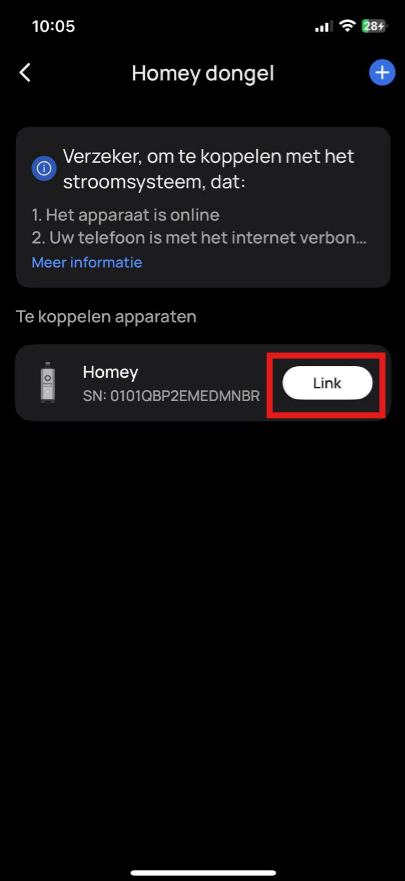 10:05
28
Homey dongel
Verzeker, om te koppelen met het
stroomsysteem, dat:
1. Het apparaat is online
2. Uw telefoon is met het internet verbon...
Meer informatie
Te koppelen apparaten
Homey
SN: 0101QBP2EMEDMNBR
Link